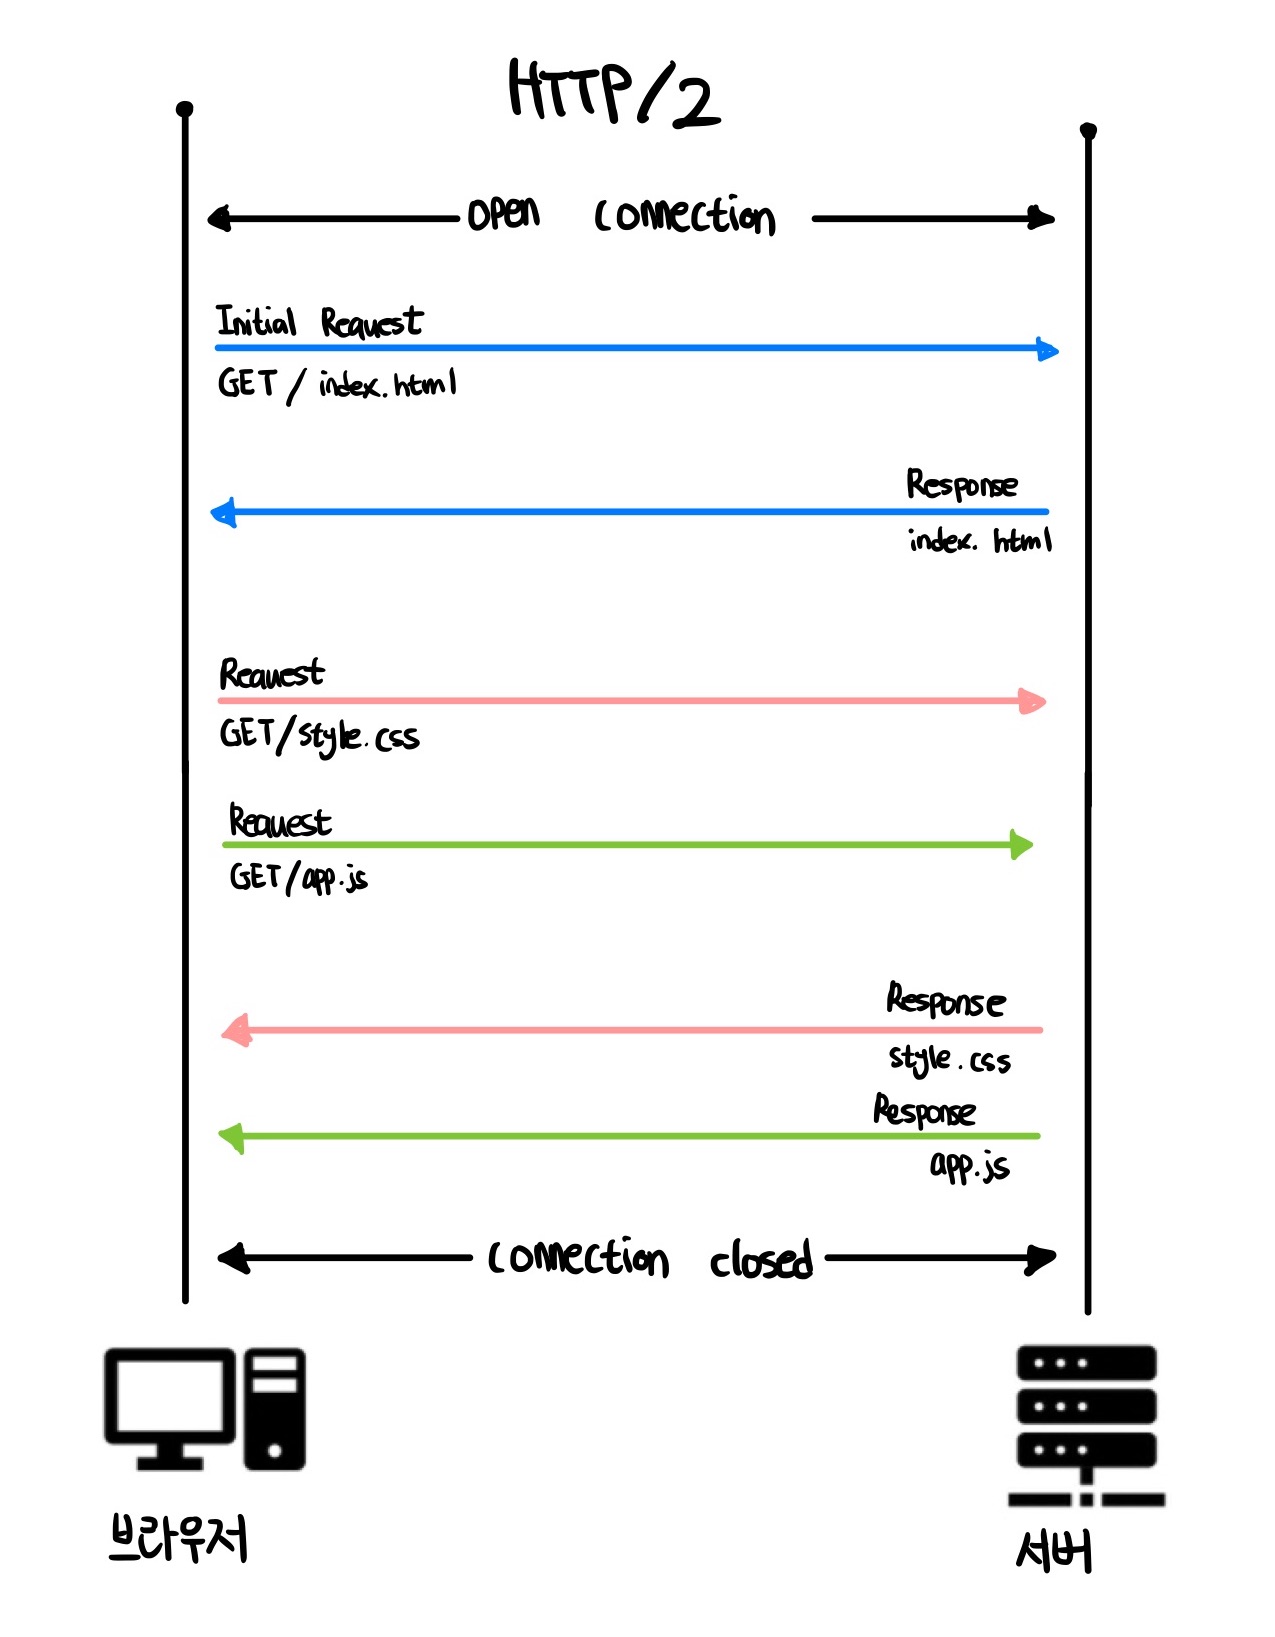 HTTP/2
open connection
Initial Request
GET / index.html
Response
index. html
Request
GET/style.css
Request
GET/app.js
Response
style.css
Response
app.js
connection closed
브라우저
서버